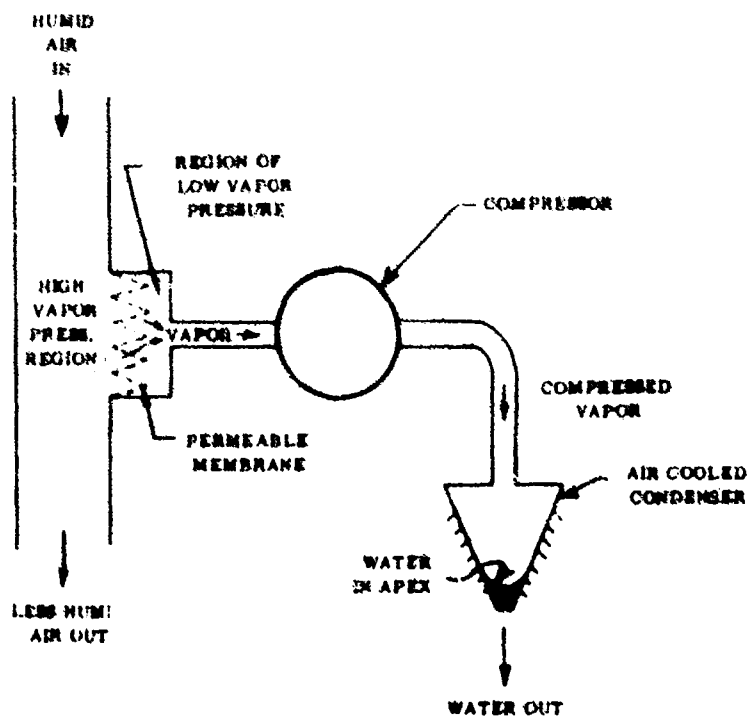 HUMID
AIR
IN
REGION OF
LOW VAPOR
PRESSURE
COMPRESSOR
HIGH
VAPOR
PRESS.
REGION
VAPOR
COMPRESSED
VAPOR
PERMEABLE
MEMBRANE
AIR COOLED
CONDENSER
WATER
IN APEX
LESS HUMI
AIR OUT
WATER OUT